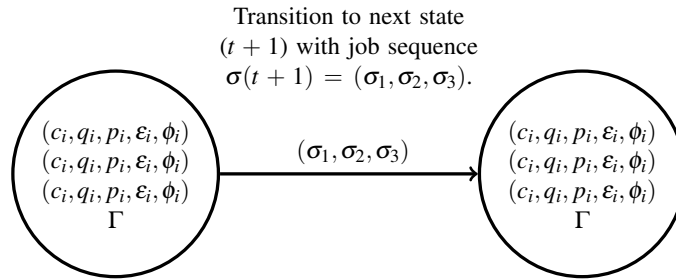 Transition to next state
(t + 1) with job sequence
σ(t + 1) = (σ₁, σ₂, σ₃).
(cᵢ, qᵢ, pᵢ, εᵢ, ϕᵢ)
(cᵢ, qᵢ, pᵢ, εᵢ, ϕᵢ)
(cᵢ, qᵢ, pᵢ, εᵢ, ϕᵢ)
Γ
(σ₁, σ₂, σ₃)
(cᵢ, qᵢ, pᵢ, εᵢ, ϕᵢ)
(cᵢ, qᵢ, pᵢ, εᵢ, ϕᵢ)
(cᵢ, qᵢ, pᵢ, εᵢ, ϕᵢ)
Γ